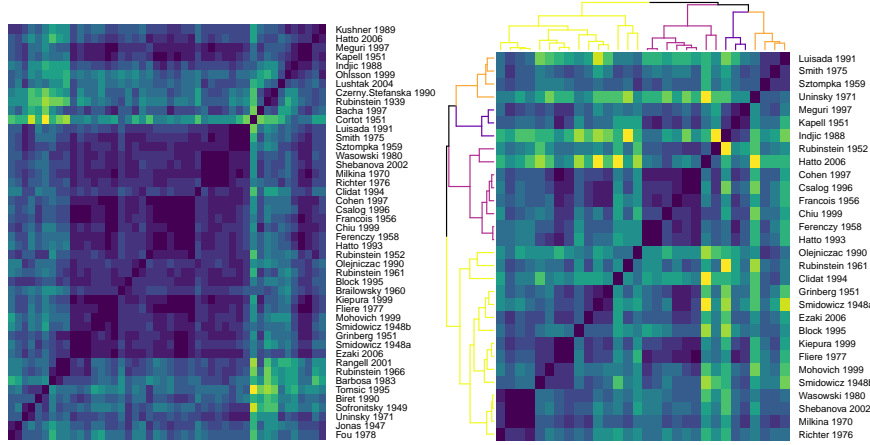 Kushner 1989
Hatto 2006
Meguri 1997
Kapell 1951
Indjic 1988
Ohlsson 1999
Lushtak 2004
Czerny.Stefanska 1990
Rubinstein 1939
Bacha 1997
Cortot 1951
Luisada 1991
Smith 1975
Sztompka 1959
Wasowski 1980
Shebanova 2002
Milkina 1970
Richter 1976
Clidat 1994
Cohen 1997
Csalog 1996
Francois 1956
Chiu 1999
Ferenczy 1958
Hatto 1993
Rubinstein 1952
Olejniczac 1990
Rubinstein 1961
Block 1995
Brailowsky 1960
Kiepura 1999
Fliere 1977
Mohovich 1999
Smidowicz 1948b
Grinberg 1951
Smidowicz 1948a
Ezaki 2006
Rangell 2001
Rubinstein 1966
Barbosa 1983
Tomsic 1995
Biret 1990
Sofronitsky 1949
Uninsky 1971
Jonas 1947
Fou 1978
Luisada 1991
Smith 1975
Sztompka 1959
Uninsky 1971
Meguri 1997
Kapell 1951
Indjic 1988
Rubinstein 1952
Hatto 2006
Cohen 1997
Csalog 1996
Francois 1956
Chiu 1999
Ferenczy 1958
Hatto 1993
Olejniczac 1990
Rubinstein 1961
Clidat 1994
Grinberg 1951
Smidowicz 1948a
Ezaki 2006
Block 1995
Kiepura 1999
Fliere 1977
Mohovich 1999
Smidowicz 1948b
Wasowski 1980
Shebanova 2002
Milkina 1970
Richter 1976